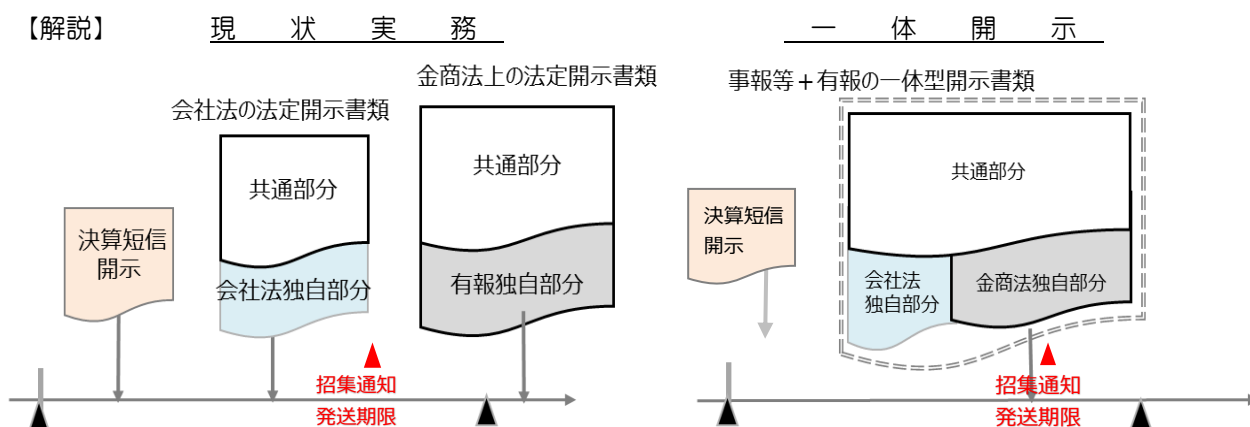 【解説】
現状実務
金商法上の法定開示書類
会社法の法定開示書類
共通部分
共通部分
決算短信
開示
会社法独自部分
有報独自部分
招集通知
発送期限
一体開示
事報等＋有報の一体型開示書類
共通部分
決算短信
開示
会社法
独自部分
金商法独自部分
招集通知
発送期限